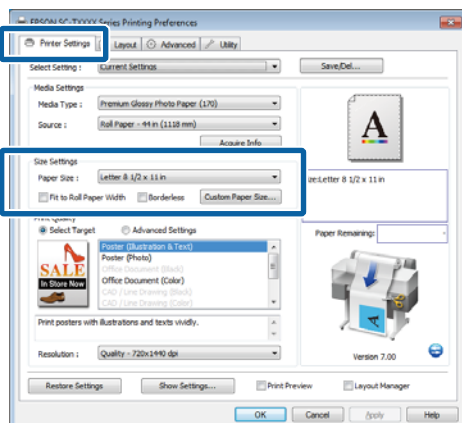 EPSON SC-TXXXX Series Printing Preferences
Printer Settings Layout Advanced Utility
Select Setting : Current Settings Save/Del...
Media Settings
Media Type : Premium Glossy Photo Paper (170)
Source : Roll Paper - 44 in (1118 mm)
Acquire Info
A
Size Settings
Paper Size : Letter 8 1/2 x 11 in
Fit to Roll Paper Width Borderless Custom Paper Size...
ize:Letter 8 1/2 x 11 in
Print Quality
Select Target Advanced Settings
Paper Remaining:
Poster (Illustration & Text)
Poster (Photo)
Office Document (Black)
Office Document (Color)
CAD / Line Drawing (Black)
CAD / Line Drawing (Color)
SALE
In Store Now
Print posters with illustrations and texts vividly.
A
Resolution : Quality - 720x1440 dpi
Version 7.00
Restore Settings Show Settings... Print Preview Layout Manager
OK Cancel Apply Help